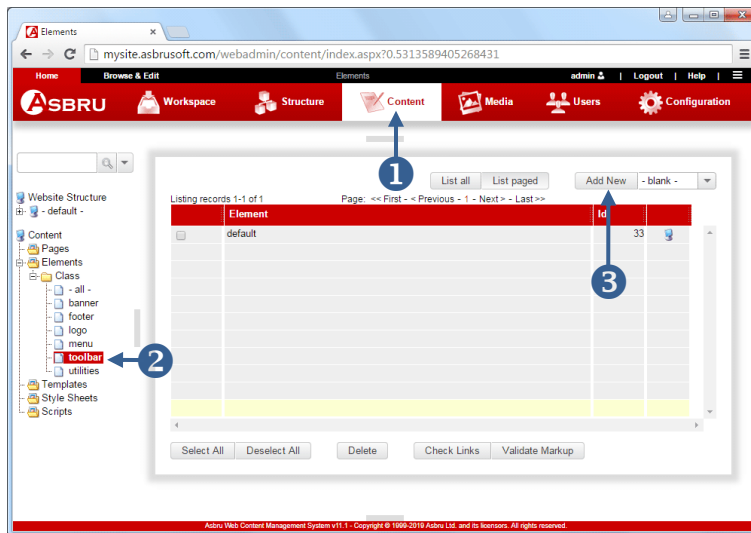 Elements
mysite.asbrusoft.com/webadmin/content/index.aspx?0.5313589405268431
Home Browse & Edit Elements admin | Logout | Help |
ASBRU Workspace Structure Content Media Users Configuration
1
List all List paged Add New - blank -
Listing records 1-1 of 1 Page: << First - < Previous - 1 - Next > - Last >>
Element Id
default 33
Website Structure
- default -
Content
Pages
Elements
Class
- all -
banner
footer
logo
menu
toolbar
utilities
Templates
Style Sheets
Scripts
2
3
Select All Deselect All Delete Check Links Validate Markup
Asbru Web Content Management System v11.1 - Copyright © 1999-2019 Asbru Ltd. and its licensors. All rights reserved.